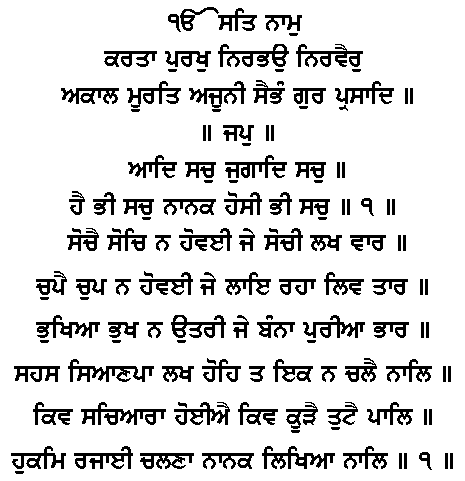 ੴ ਸਤਿ ਨਾਮੁ
ਕਰਤਾ ਪੁਰਖੁ ਨਿਰਭਉ ਨਿਰਵੈਰੁ
ਅਕਾਲ ਮੂਰਤਿ ਅਜੂਨੀ ਸੈਭੰ ਗੁਰ ਪ੍ਰਸਾਦਿ ॥
॥ ਜਪੁ ॥
ਆਦਿ ਸਚੁ ਜੁਗਾਦਿ ਸਚੁ ॥
ਹੈ ਭੀ ਸਚੁ ਨਾਨਕ ਹੋਸੀ ਭੀ ਸਚੁ ॥ ੧ ॥
ਸੋਚੈ ਸੋਚਿ ਨ ਹੋਵਈ ਜੇ ਸੋਚੀ ਲਖ ਵਾਰ ॥
ਚੁਪੈ ਚੁਪ ਨ ਹੋਵਈ ਜੇ ਲਾਇ ਰਹਾ ਲਿਵ ਤਾਰ ॥
ਭੁਖਿਆ ਭੁਖ ਨ ਉਤਰੀ ਜੇ ਬੰਨਾ ਪੁਰੀਆ ਭਾਰ ॥
ਸਹਸ ਸਿਆਣਪਾ ਲਖ ਹੋਹਿ ਤ ਇਕ ਨ ਚਲੈ ਨਾਲਿ ॥
ਕਿਵ ਸਚਿਆਰਾ ਹੋਈਐ ਕਿਵ ਕੂੜੈ ਤੁਟੈ ਪਾਲਿ ॥
ਹੁਕਮਿ ਰਜਾਈ ਚਲਣਾ ਨਾਨਕ ਲਿਖਿਆ ਨਾਲਿ ॥ ੧ ॥